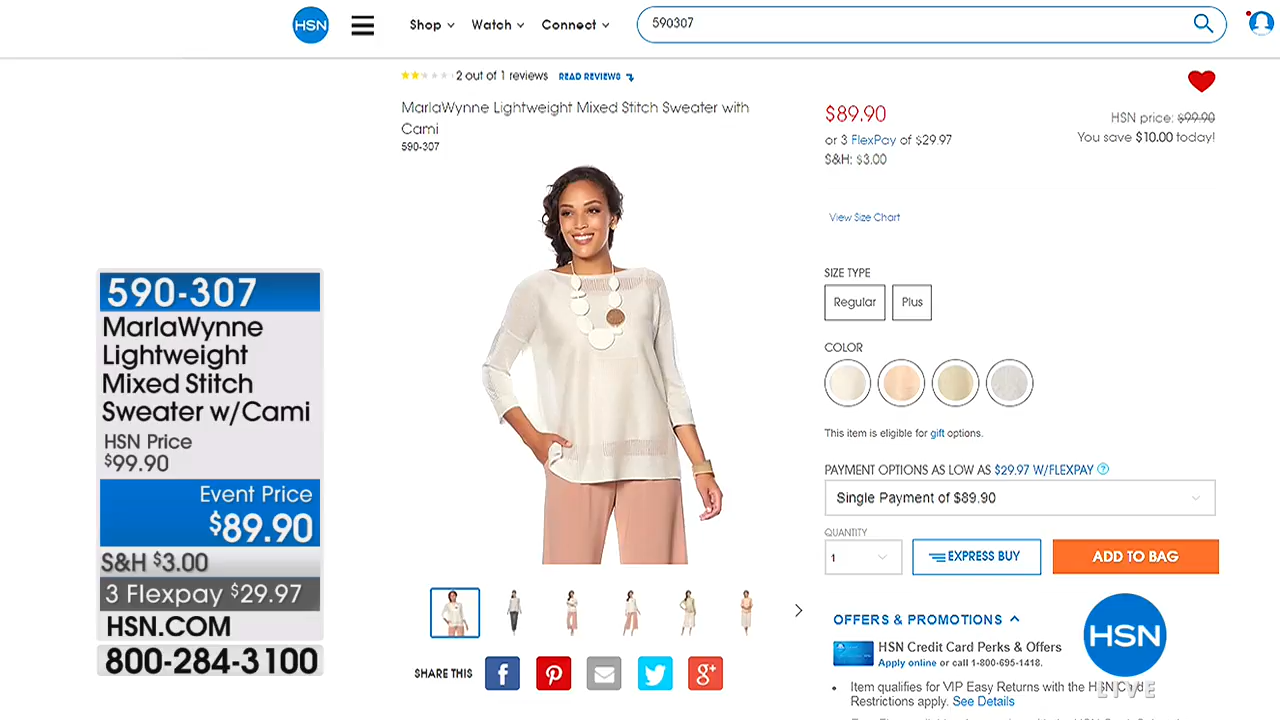 HSN
Shop
Watch
Connect
590307
2 out of 1 reviews READ REVIEWS
MarlaWynne Lightweight Mixed Stitch Sweater with
Cami
590-307
$89.90
or 3 FlexPay of $29.97
S&H: $3.00
HSN price: $99.90
You save $10.00 today!
View Size Chart
SIZE TYPE
Regular
Plus
COLOR
This item is eligible for gift options.
PAYMENT OPTIONS AS LOW AS $29.97 W/FLEXPAY ?
Single Payment of $89.90
QUANTITY
1
EXPRESS BUY
ADD TO BAG
OFFERS & PROMOTIONS
HSN Credit Card Perks & Offers
Apply online or call 1-800-695-1418.
• Item qualifies for VIP Easy Returns with the HSN Card
Restrictions apply. See Details
SHARE THIS
f
g+
590-307
MarlaWynne
Lightweight
Mixed Stitch
Sweater w/Cami
HSN Price
$99.90
Event Price
$89.90
S&H $3.00
3 Flexpay $29.97
HSN.COM
800-284-3100
HSN
LIVE